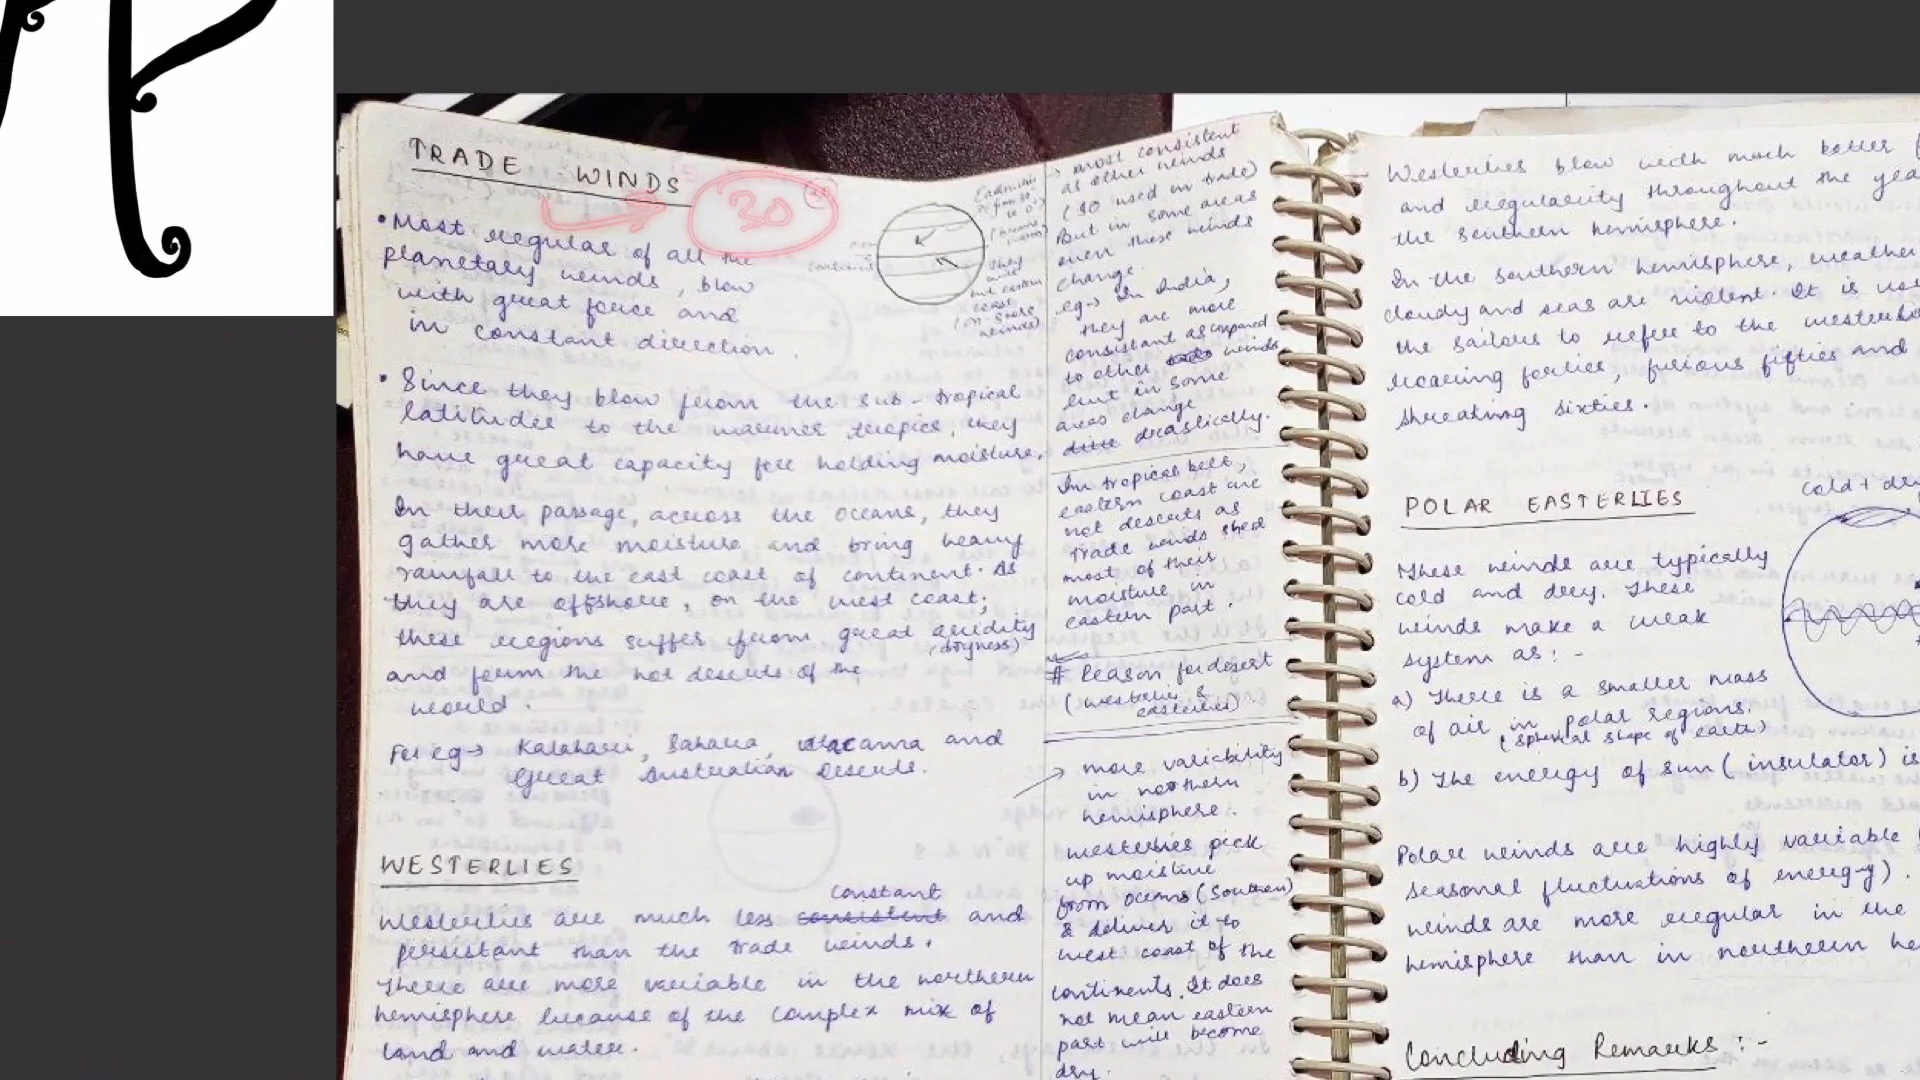 TRADE WINDS
30
• Most regular of all the
planetary winds, blow
with great force and
in constant direction.
• Since they blow from the sub-tropical
latitudes to the warmer tropics, they
have great capacity for holding moisture.
In their passage, across the oceans, they
gather more moisture and bring heavy
rainfall to the east coast of continent. As
they are offshore, on the west coast;
these regions suffer from great aridity
(dryness)
and form the hot deserts of the
world.
For eg → Kalahari, Sahara, Atacama and
Great Australian Deserts.
WESTERLIES
constant
Westerlies are much less consistent and
persistant than the trade winds.
There are more variable in the northern
hemisphere because of the complex mix of
land and water.
they
will
hit eastern
coast
(on-shore
winds)
→ most consistent
as other winds
(so used in trade)
But in some areas
even these winds
change.
eg → In India,
they are more
consistant as compared
to other winds
but in some
areas change
drastically.
In tropical belt,
eastern coast are
not deserts as
Trade winds shed
most of their
moisture in
eastern part.
# Reason for desert
(westerlies &
easterlies).
→ more varicbility
in northern
hemisphere.
westerlies pick
up moisture
from oceans (southern)
& deliver it to
west coast of the
continents. It does
not mean eastern
part will become
dry.
Westerlies blow with much better
and regularity throughout the yea
the southern hemisphere.
In the southern hemisphere, weather
cloudy and seas are violent. It is
the sailors to refer to the westerlies
roaring forties, furious fifties and
shreating sixties.
POLAR EASTERLIES
cold + dry
These winds are typically
cold and dry. These
winds make a weak
system as: -
a) There is a smaller mass
of air in polar regions.
(spherical shape of earth)
b) The energy of sun (insulator) is
Polar winds are highly variable
seasonal fluctuations of energy).
winds are more regular in the
hemisphere than in northern he
Concluding Remarks : -